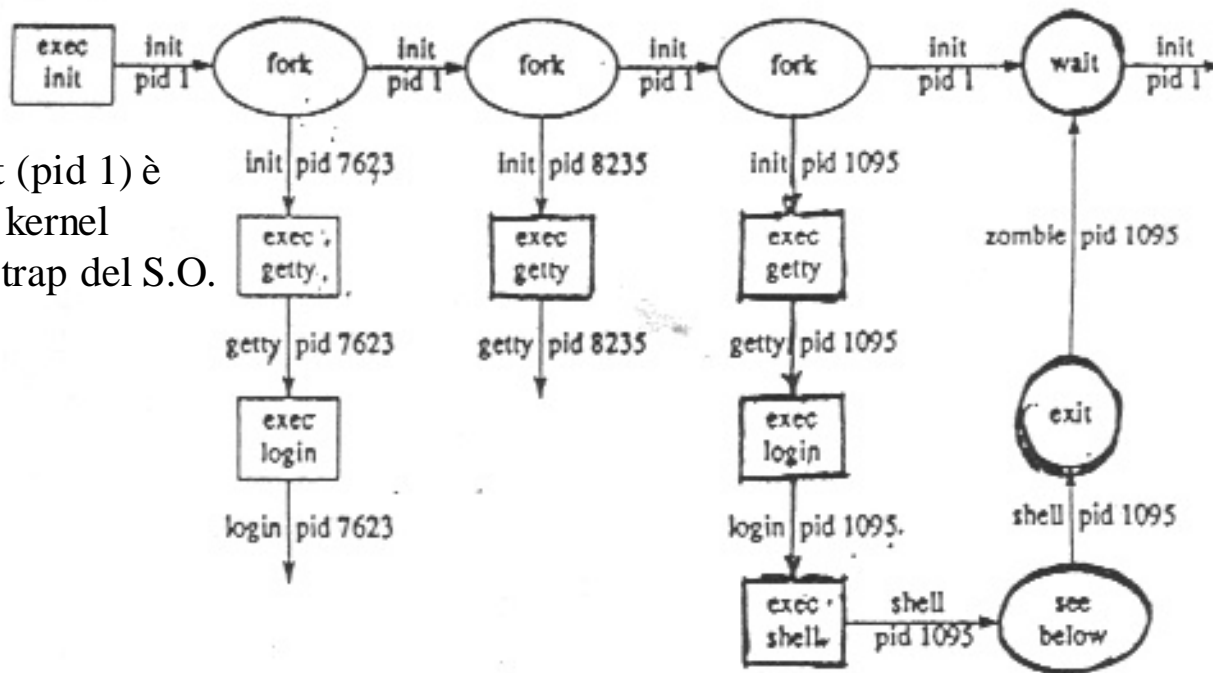 exec
init
init
pid 1
fork
init
pid 1
fork
init
pid 1
fork
init
pid 1
wait
init
pid 1
t (pid 1) è
kernel
trap del S.O.
init pid 7623
init pid 8235
init pid 1095
exec
getty
exec
getty
exec
getty
zombie pid 1095
getty pid 7623
getty pid 8235
getty pid 1095
exec
login
exec
login
exit
login pid 7623
login pid 1095
shell pid 1095
exec
shell
shell
pid 1095
see
below